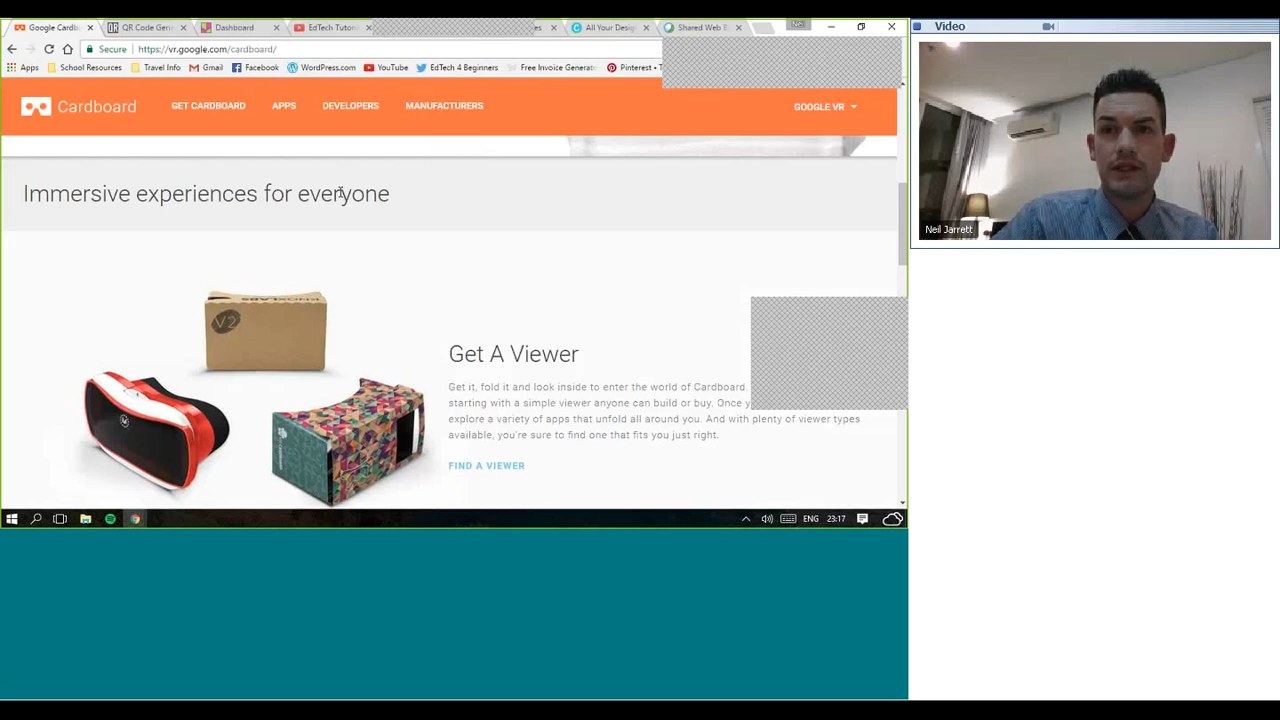 Google Cardb
QR Code Gene
Dashboard
EdTech Tutori
All Your Design
Shared Web R
Neil
Video
Secure
https://vr.google.com/cardboard/
Apps
School Resources
Travel Info
Gmail
Facebook
WordPress.com
YouTube
EdTech 4 Beginners
Free Invoice Generat
Pinterest •
Cardboard
GET CARDBOARD
APPS
DEVELOPERS
MANUFACTURERS
GOOGLE VR
Immersive experiences for everyone
KNOXLABS
V2
Get A Viewer
Get it, fold it and look inside to enter the world of Cardboard.
starting with a simple viewer anyone can build or buy. Once y
explore a variety of apps that unfold all around you. And with plenty of viewer types
available, you're sure to find one that fits you just right.
FIND A VIEWER
Neil Jarrett
ENG
23:17